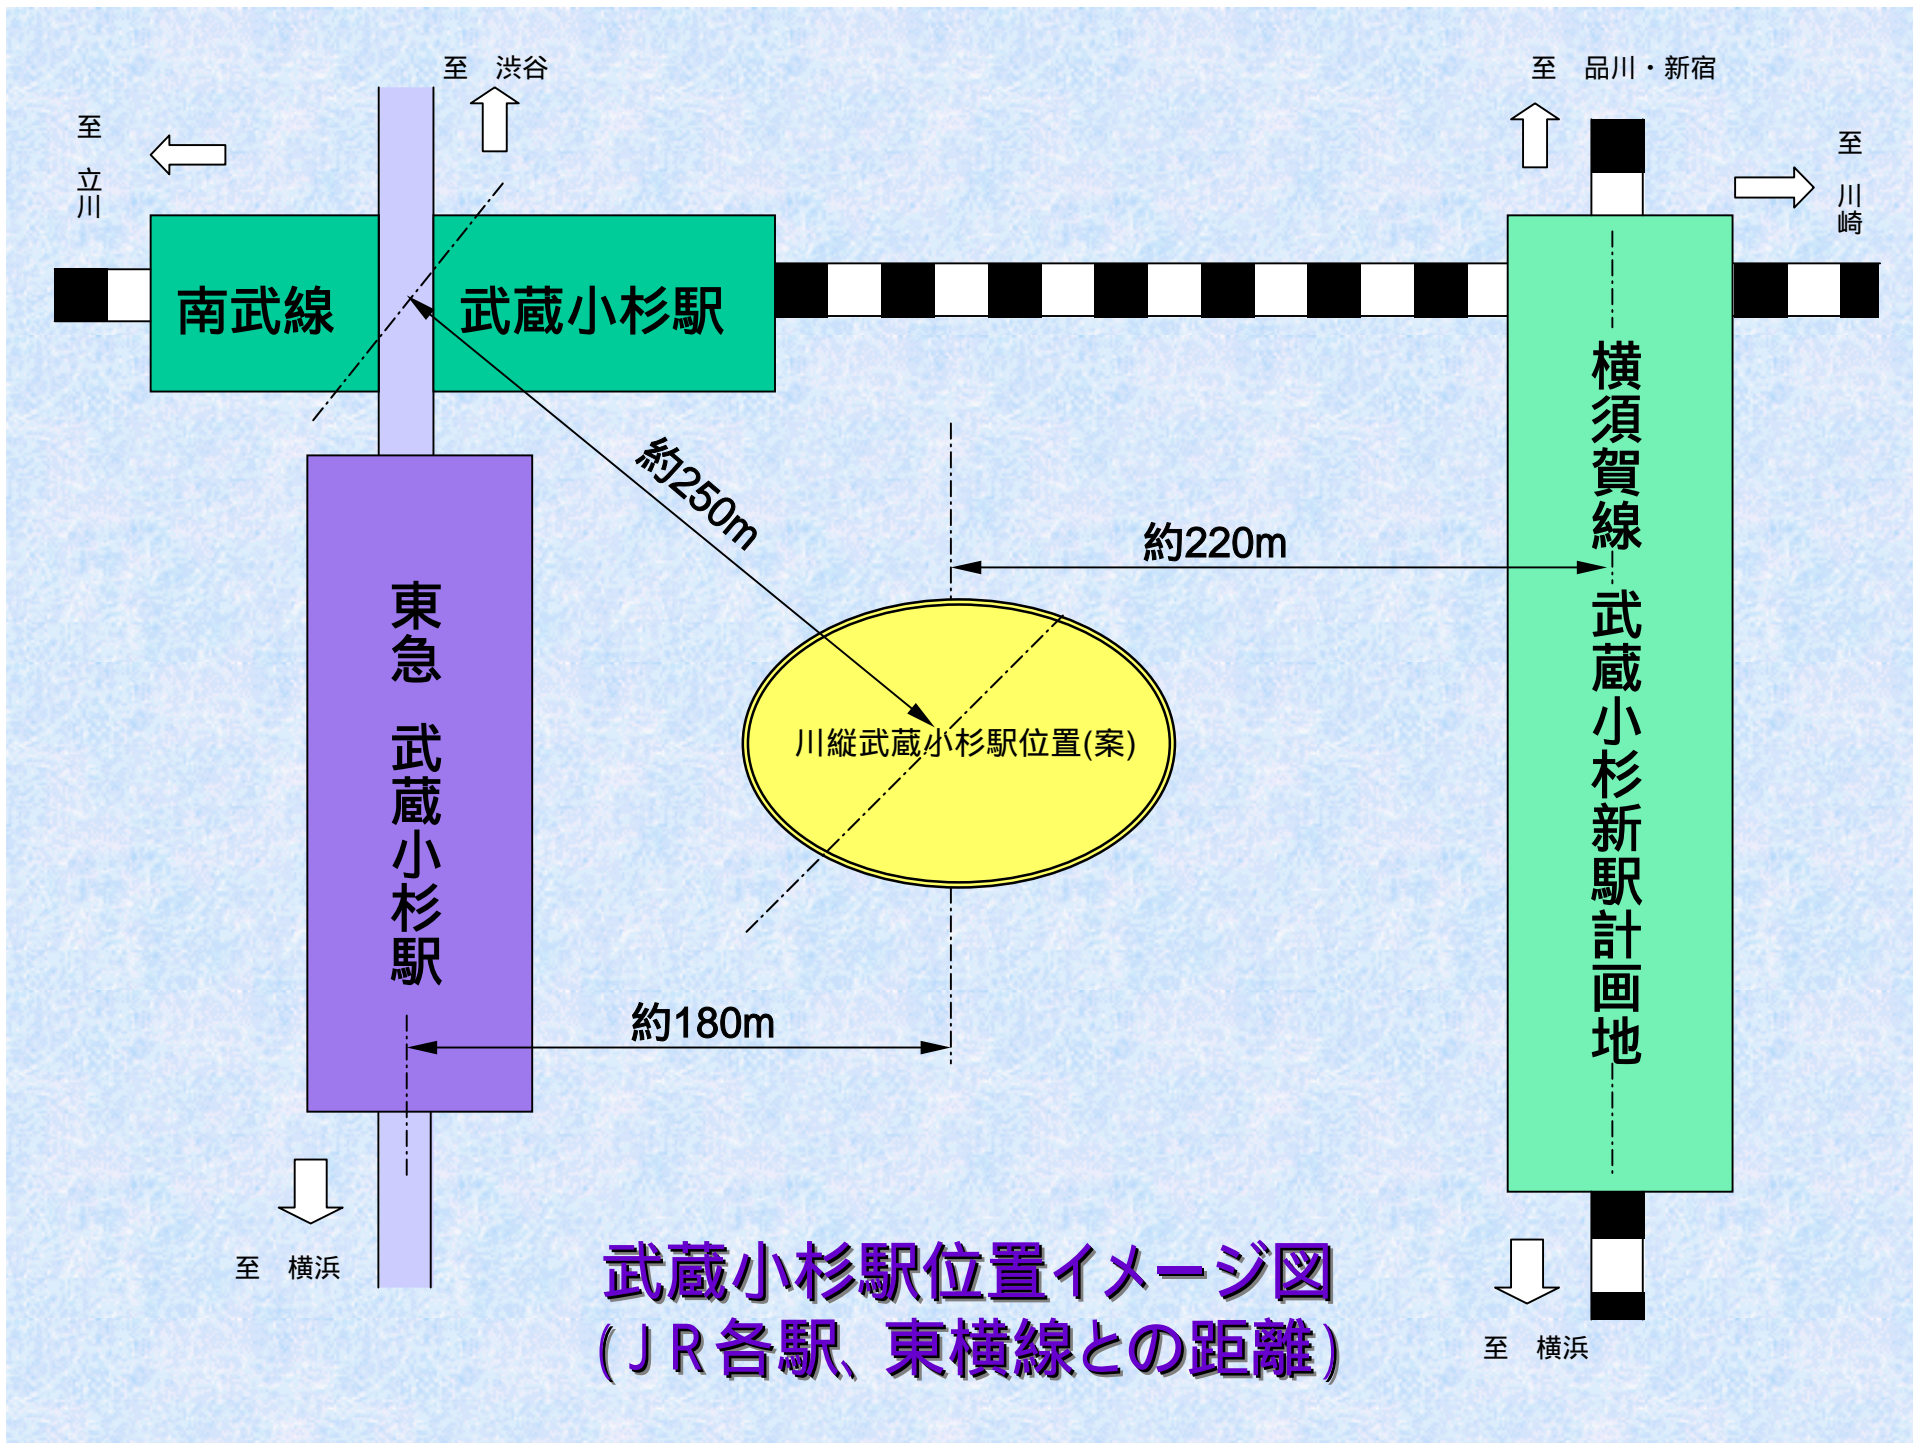 至　渋谷
至　品川・新宿
至　立川
至　川崎
南武線
武蔵小杉駅
横須賀線　武蔵小杉新駅計画地
約250m
約220m
東急　武蔵小杉駅
川縦武蔵小杉駅位置(案)
約180m
至　横浜
武蔵小杉駅位置イメージ図
(ＪＲ各駅、東横線との距離)
至　横浜